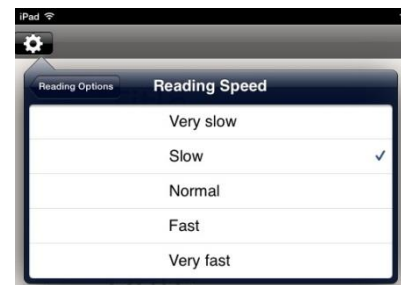 iPad
Reading Options
Reading Speed
Very slow
Slow
Normal
Fast
Very fast